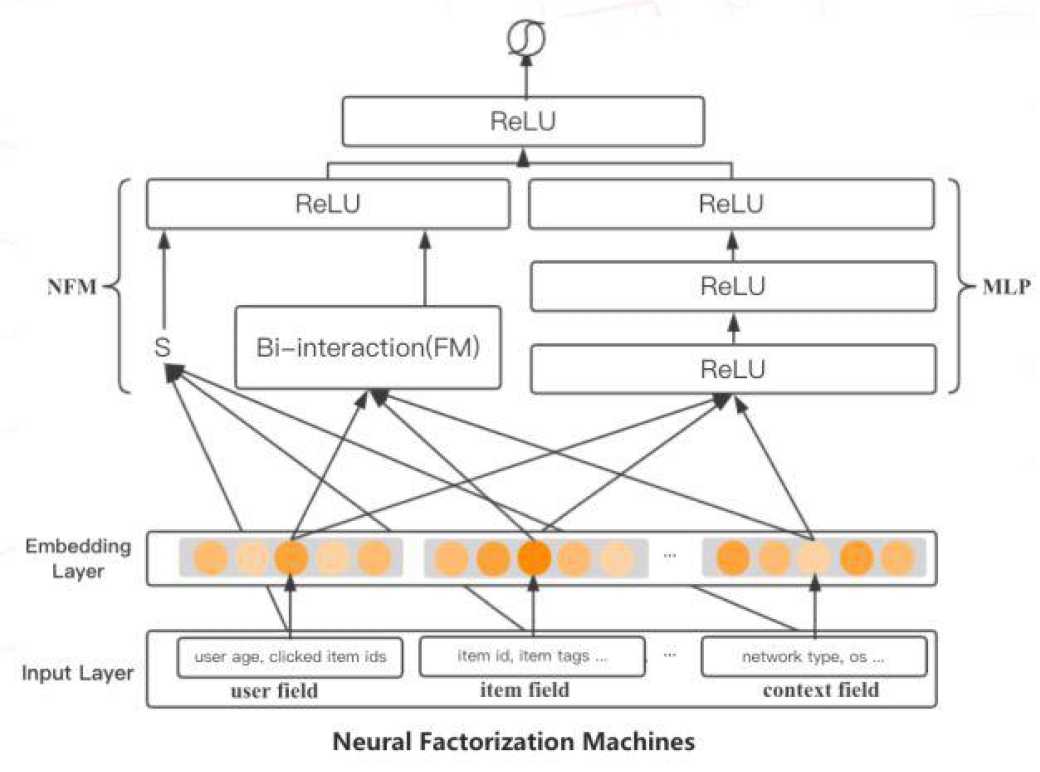 ReLU
ReLU
ReLU
NFM
ReLU
MLP
S
Bi-interaction(FM)
ReLU
Embedding
Layer
...
Input Layer
user age, clicked item ids
item id, item tags ...
...
network type, os ...
user field
item field
context field
Neural Factorization Machines